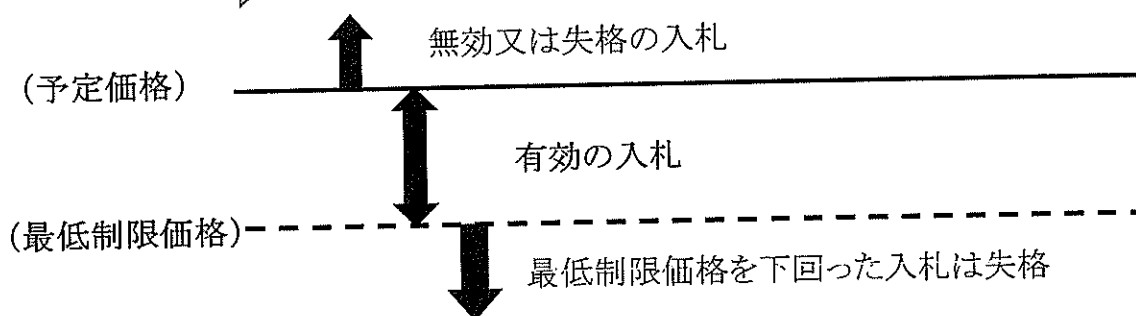 無効又は失格の入札
(予定価格)
有効の入札
(最低制限価格)
最低制限価格を下回った入札は失格